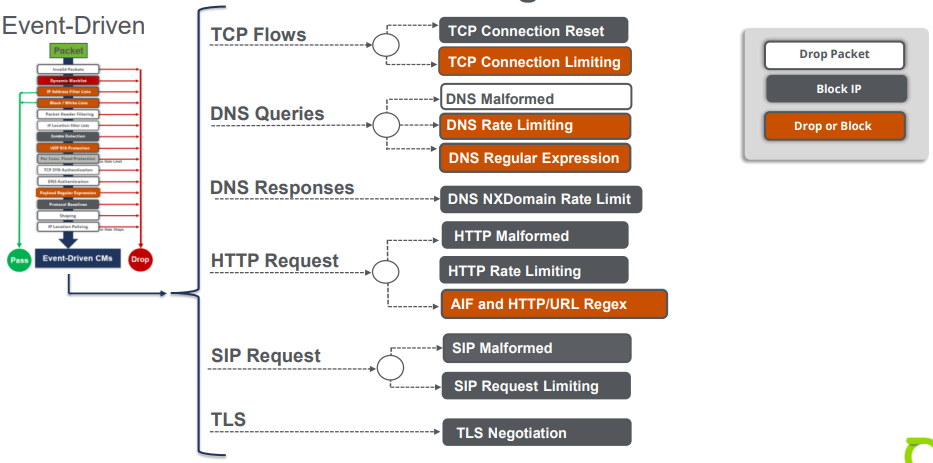 Event-Driven
Packet
Invalid Packets
Dynamic Blacklist
IP Address Filter Lists
Black / White Lists
Packet Header Filtering
IP Location Filter Lists
Zombie Detection
UDP
Protection
Per Conn. Flood Protection
TCP SYN Authentication
DNS Authentication
Payload Regular Expression
Protocol Baselines
Shaping
IP Location Policing
Pass
Event-Driven CMs
Drop
TCP Flows
TCP Connection Reset
TCP Connection Limiting
DNS Queries
DNS Malformed
DNS Rate Limiting
DNS Regular Expression
DNS Responses
DNS NXDomain Rate Limit
HTTP Request
HTTP Malformed
HTTP Rate Limiting
AIF and HTTP/URL Regex
SIP Request
SIP Malformed
SIP Request Limiting
TLS
TLS Negotiation
Drop Packet
Block IP
Drop or Block